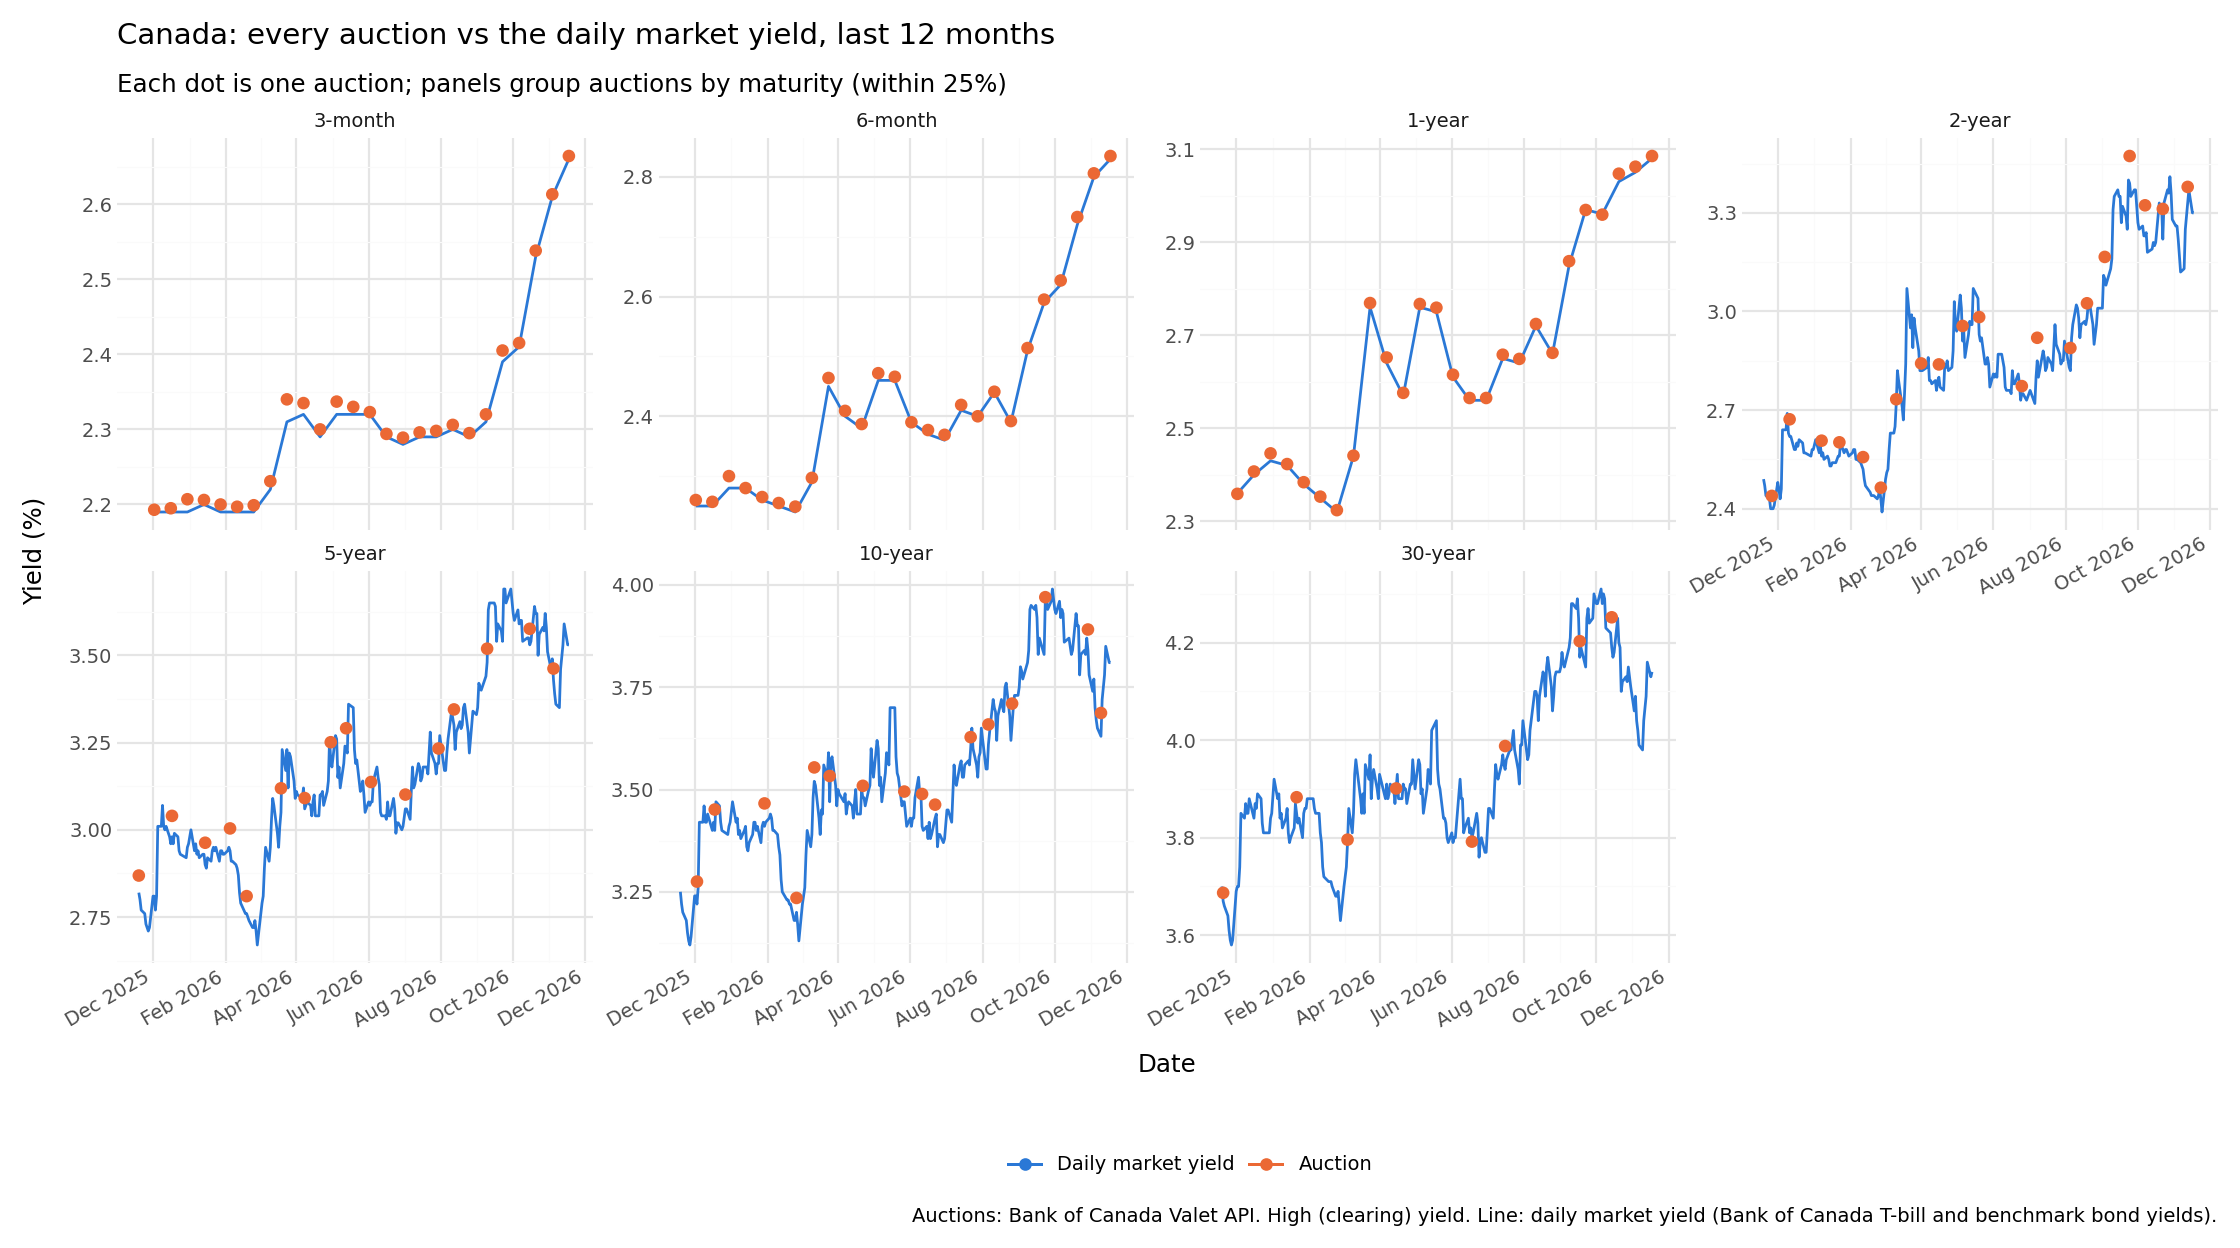 Canada: every auction vs the daily market yield, last 12 months
Each dot is one auction; panels group auctions by maturity (within 25%)
3-month
6-month
1-year
2-year
2.6
2.5
2.4
2.3
2.2
2.8
2.6
2.4
3.1
2.9
2.7
2.5
2.3
3.3
3.0
2.7
2.4
Dec 2025
Feb 2026
Apr 2026
Jun 2026
Aug 2026
Oct 2026
Dec 2026
Yield (%)
5-year
10-year
30-year
3.50
3.25
3.00
2.75
4.00
3.75
3.50
3.25
4.2
4.0
3.8
3.6
Dec 2025
Feb 2026
Apr 2026
Jun 2026
Aug 2026
Oct 2026
Dec 2026
Dec 2025
Feb 2026
Apr 2026
Jun 2026
Aug 2026
Oct 2026
Dec 2026
Dec 2025
Feb 2026
Apr 2026
Jun 2026
Aug 2026
Oct 2026
Dec 2026
Date
Daily market yield
Auction
Auctions: Bank of Canada Valet API. High (clearing) yield. Line: daily market yield (Bank of Canada T-bill and benchmark bond yields).